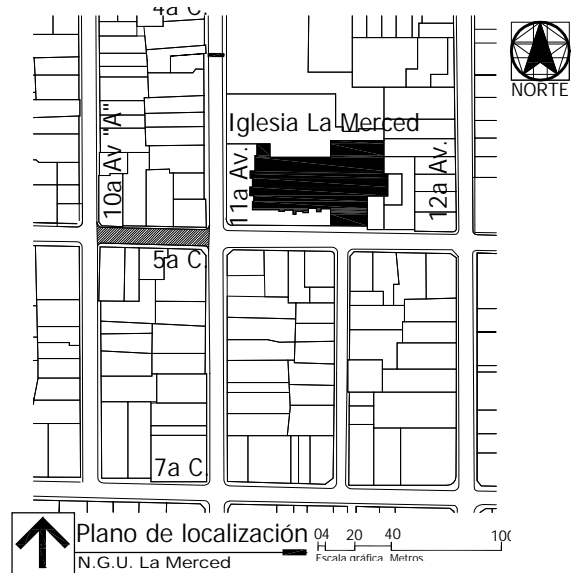 4a C.
NORTE
Iglesia La Merced
10a Av "A"
11a Av.
12a Av.
5a C.
7a C.
Plano de localización
N.G.U. La Merced
04 20 40 100
Escala gráfica. Metros.